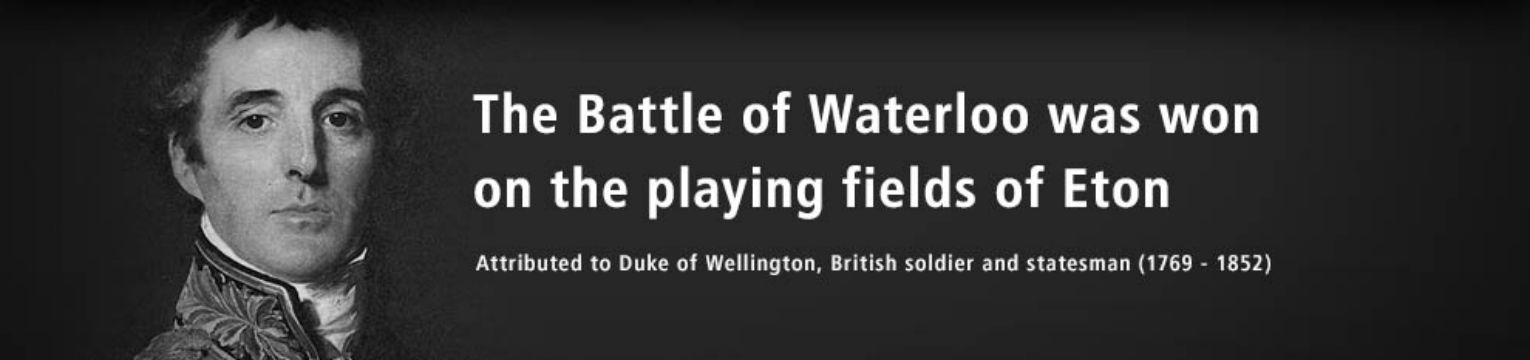 The Battle of Waterloo was won
on the playing fields of Eton
Attributed to Duke of Wellington, British soldier and statesman (1769 - 1852)